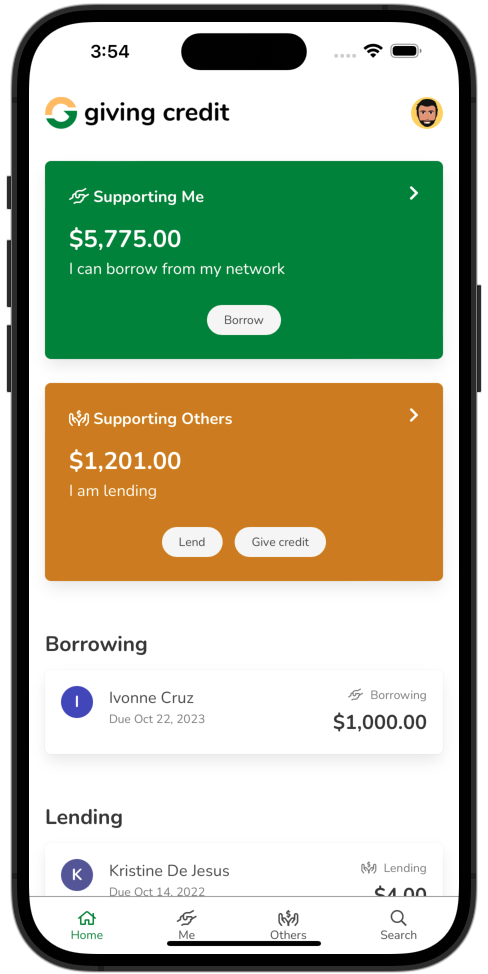 3:54
giving credit
Supporting Me
$5,775.00
I can borrow from my network
Borrow
Supporting Others
$1,201.00
I am lending
Lend Give credit
Borrowing
I Ivonne Cruz Borrowing
Due Oct 22, 2023 $1,000.00
Lending
K Kristine De Jesus Lending
Due Oct 14, 2022 $4.00
Home Me Others Search